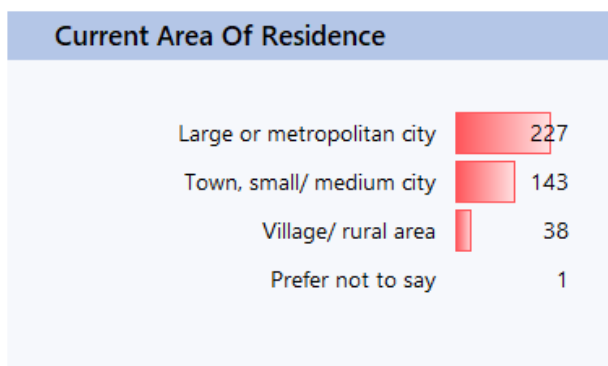 Current Area Of Residence
Large or metropolitan city 227
Town, small/ medium city 143
Village/ rural area 38
Prefer not to say 1